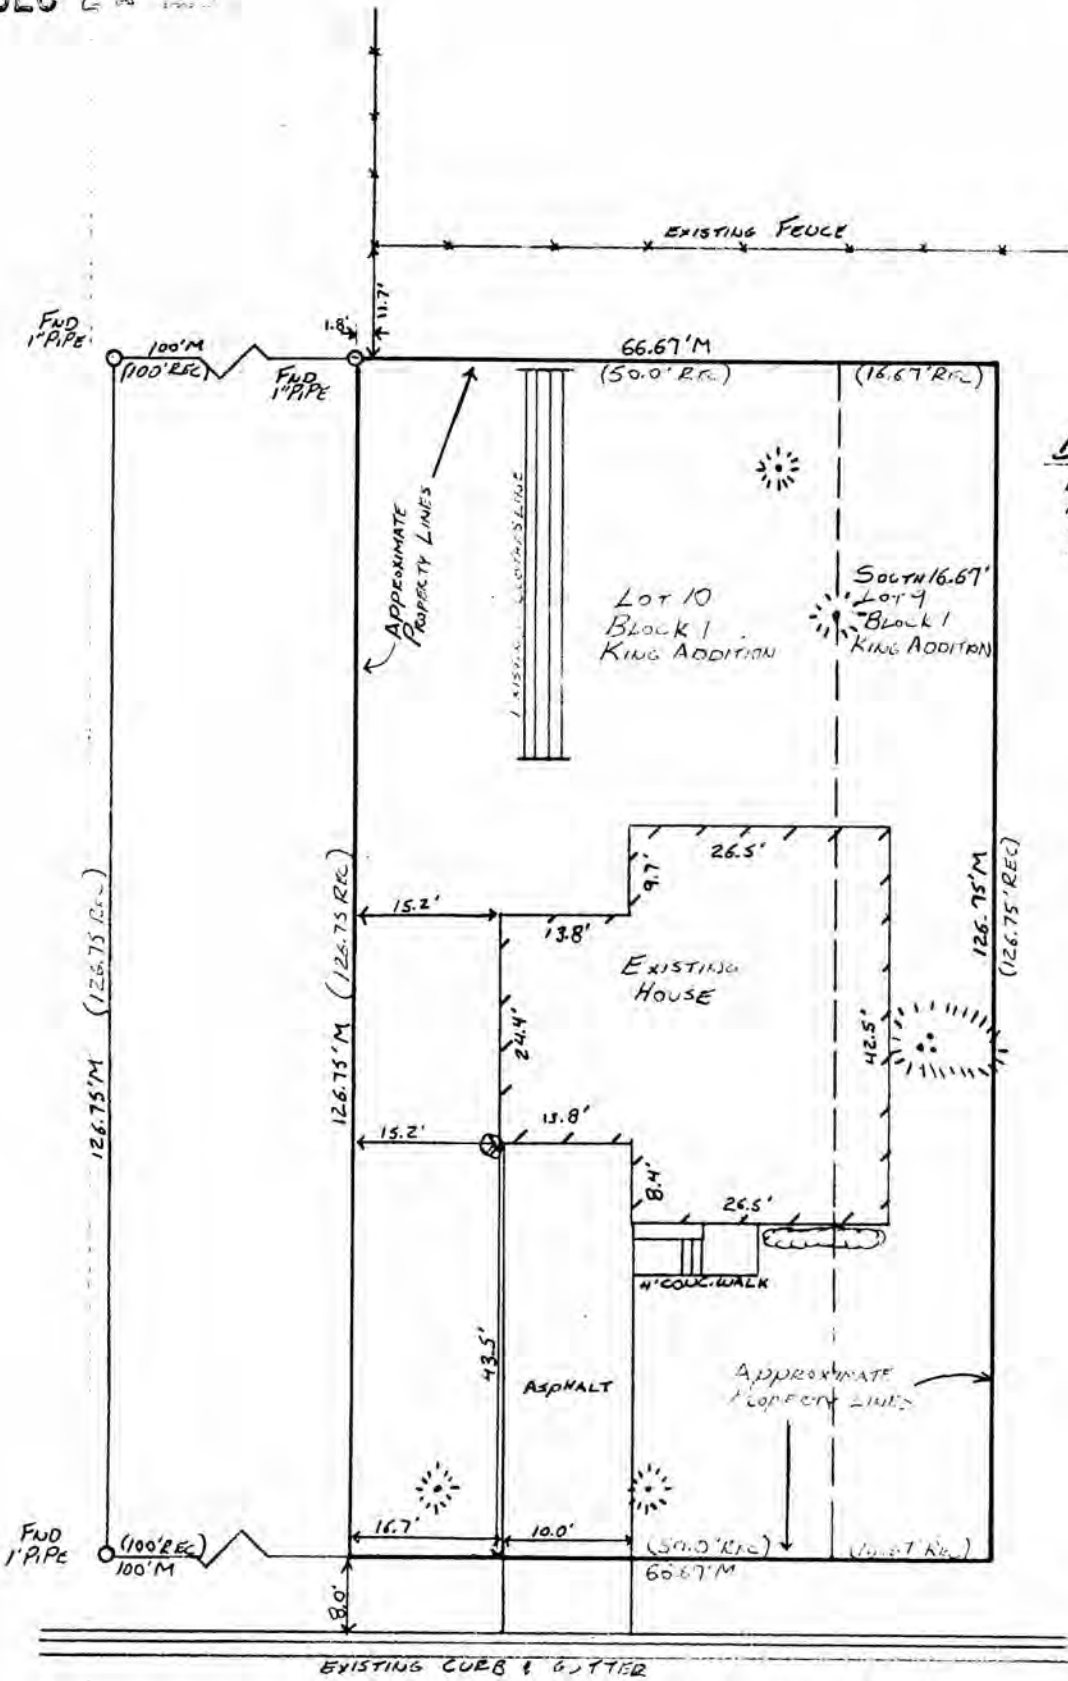 EXISTING FENCE
11.7'
1.8'
FND
1" PIPE
100'M
(100'REC)
FND
1" PIPE
66.67'M
(50.0' REC)
(16.67' REC)
APPROXIMATE
PROPERTY LINES
CLOTHESLINE
LOT 10
BLOCK 1
KING ADDITION
SOUTH 16.67'
LOT 9
BLOCK 1
KING ADDITION
126.75'M (126.75 REC)
126.75'M (126.75 REC)
126.75'M
(126.75' REC)
26.5'
9.7'
15.2'
13.8'
EXISTING
HOUSE
24.4'
42.5'
15.2'
13.8'
8.4'
26.5'
4' CONC. WALK
43.5'
ASPHALT
APPROXIMATE
PROPERTY LINES
16.7'
10.0'
(50.0' REC)
(16.67' REC)
66.67'M
FND
1" PIPE
(100'REC)
100'M
8.0'
EXISTING CURB & GUTTER